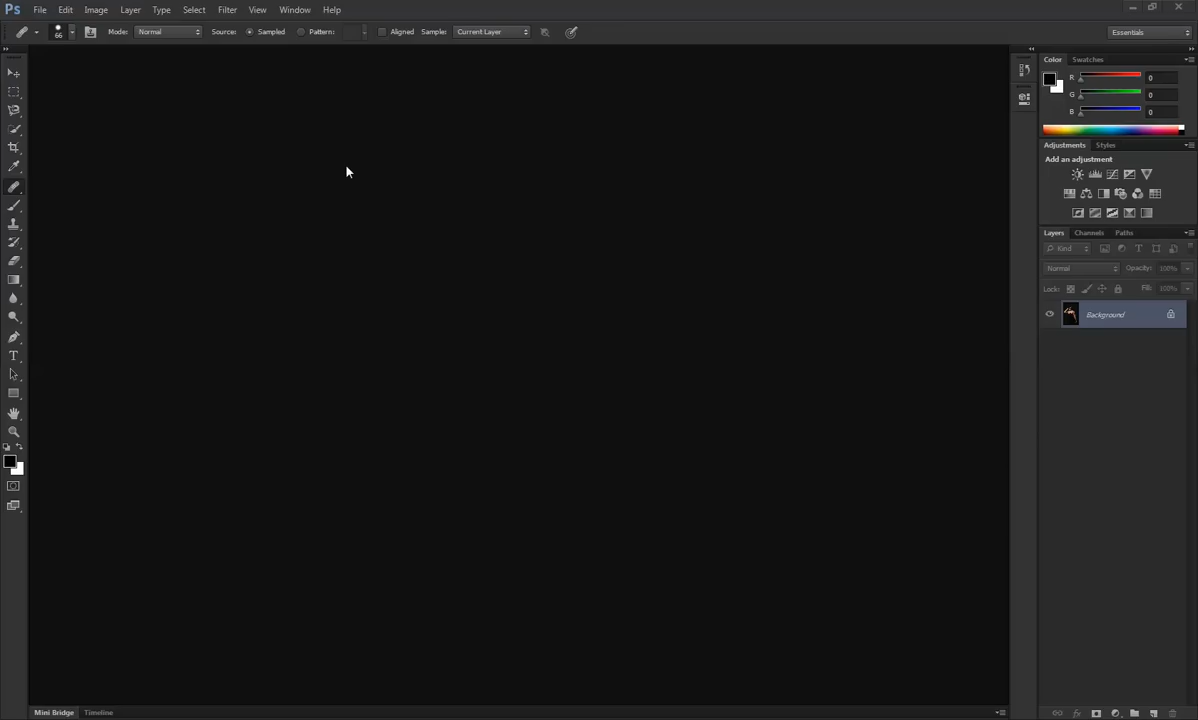 Ps File Edit Image Layer Type Select Filter View Window Help
66 Mode: Normal Source: Sampled Pattern: Aligned Sample: Current Layer Essentials
Color Swatches
R 0
G 0
B 0
Adjustments Styles
Add an adjustment
Layers Channels Paths
Kind T
Normal Opacity: 100%
Lock: Fill: 100%
Background
T
Mini Bridge Timeline
fx